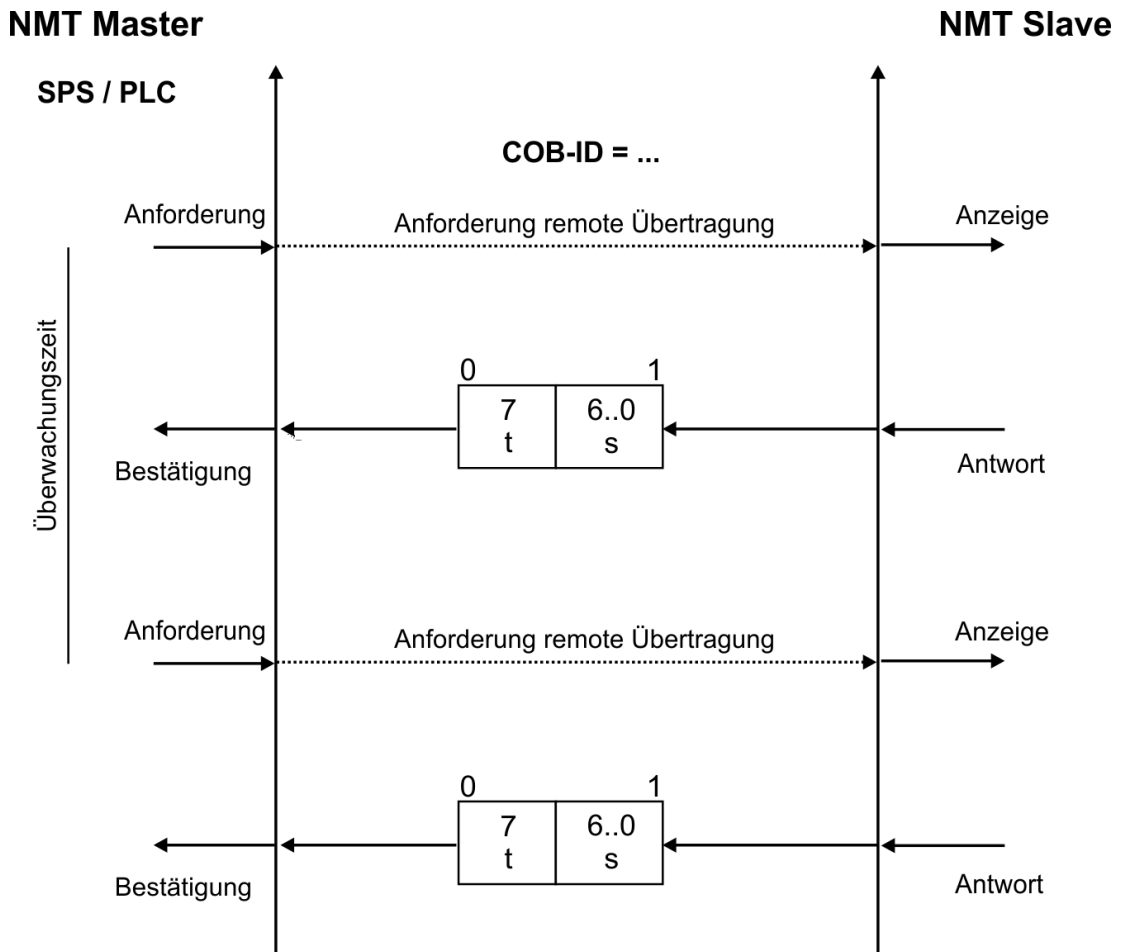 NMT Master
NMT Slave
SPS / PLC
COB-ID = ...
Anforderung
Anforderung remote Übertragung
Anzeige
Überwachungszeit
0
1
7
t
6..0
s
Bestätigung
Antwort
Anforderung
Anforderung remote Übertragung
Anzeige
0
1
7
t
6..0
s
Bestätigung
Antwort